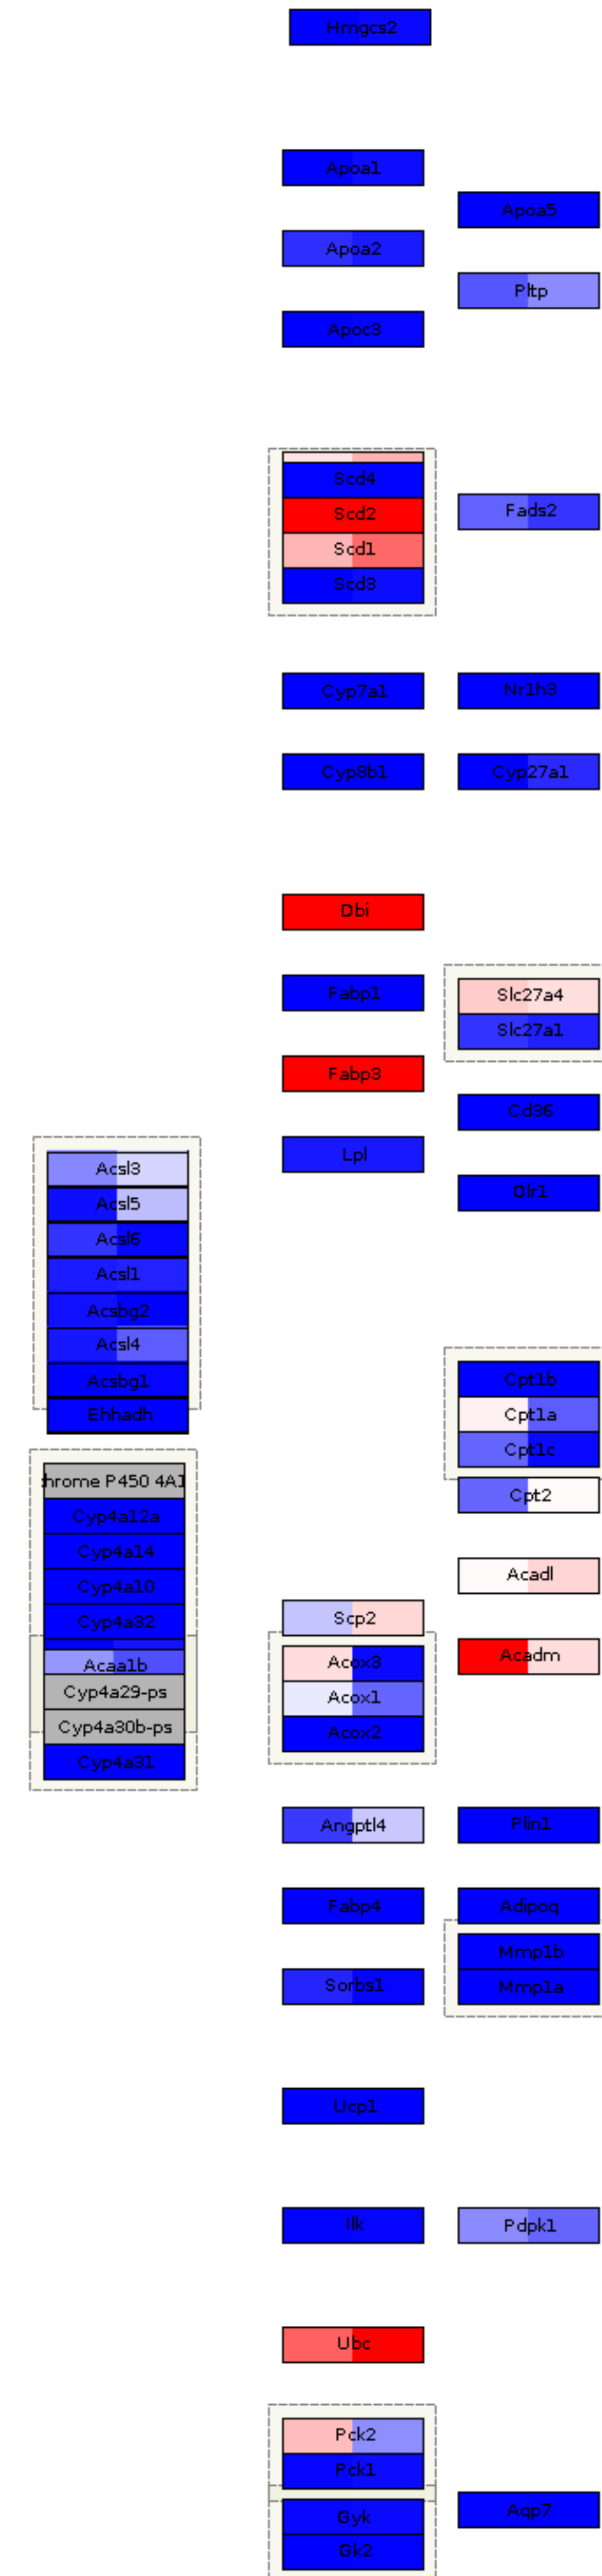 Hmgcs2
Apoa1
Apoa5
Apoa2
Pltp
Apoc3
Scd4
Fads2
Scd2
Scd1
Scd3
Cyp7a1
Nr1h3
Cyp8b1
Cyp27a1
Dbi
Fabp1
Slc27a4
Slc27a1
Fabp3
Cd36
Lpl
Olr1
Acsl3
Acsl5
Acsl6
Acsl1
Acsbg2
Acsl4
Acsbg1
Ehhadh
Cpt1b
Cpt1a
Cpt1c
Cpt2
hrome P450 4A1
Cyp4a12a
Cyp4a14
Cyp4a10
Cyp4a32
Acaa1b
Cyp4a29-ps
Cyp4a30b-ps
Cyp4a31
Acadl
Scp2
Acadm
Acox3
Acox1
Acox2
Angptl4
Plin1
Fabp4
Adipoq
Mmp1b
Mmp1a
Sorbs1
Ucp1
Ilk
Pdpk1
Ubc
Pck2
Pck1
Gyk
Gk2
Aqp7